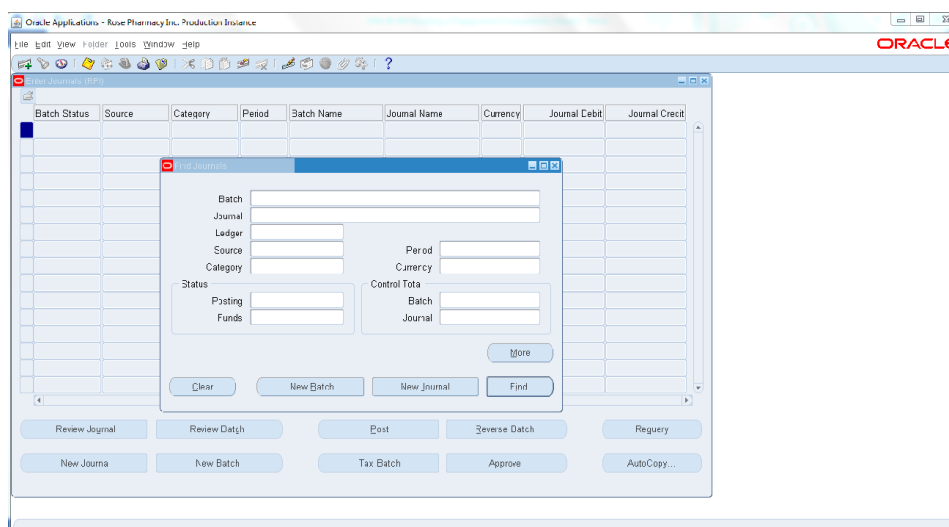 Oracle Applications - Rose Pharmacy Inc. Production Instance
File Edit View Folder Tools Window Help
ORACLE
Enter Journals (RPI)
Batch Status Source Category Period Batch Name Journal Name Currency Journal Debit Journal Credit
Find Journals
Batch
Journal
Ledger
Source Period
Category Currency
Status Control Tota
Posting Batch
Funds Journal
More
Clear New Batch New Journal Find
Review Journal Review Batch Post Reverse Batch Requery
New Journa New Batch Tax Batch Approve AutoCopy...